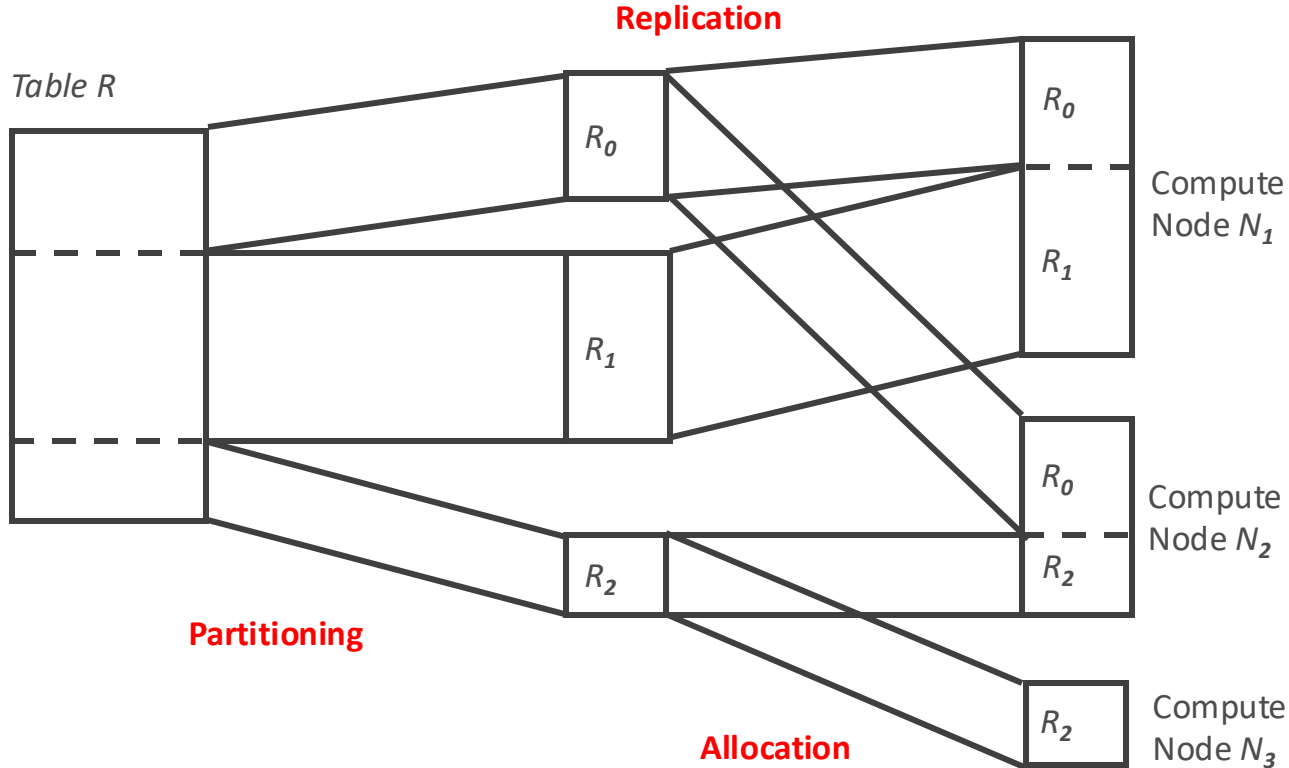 Replication
Table R
R0
R0
Compute
Node N1
R1
R1
R0
Compute
Node N2
R2
R2
Partitioning
R2
Compute
Node N3
Allocation